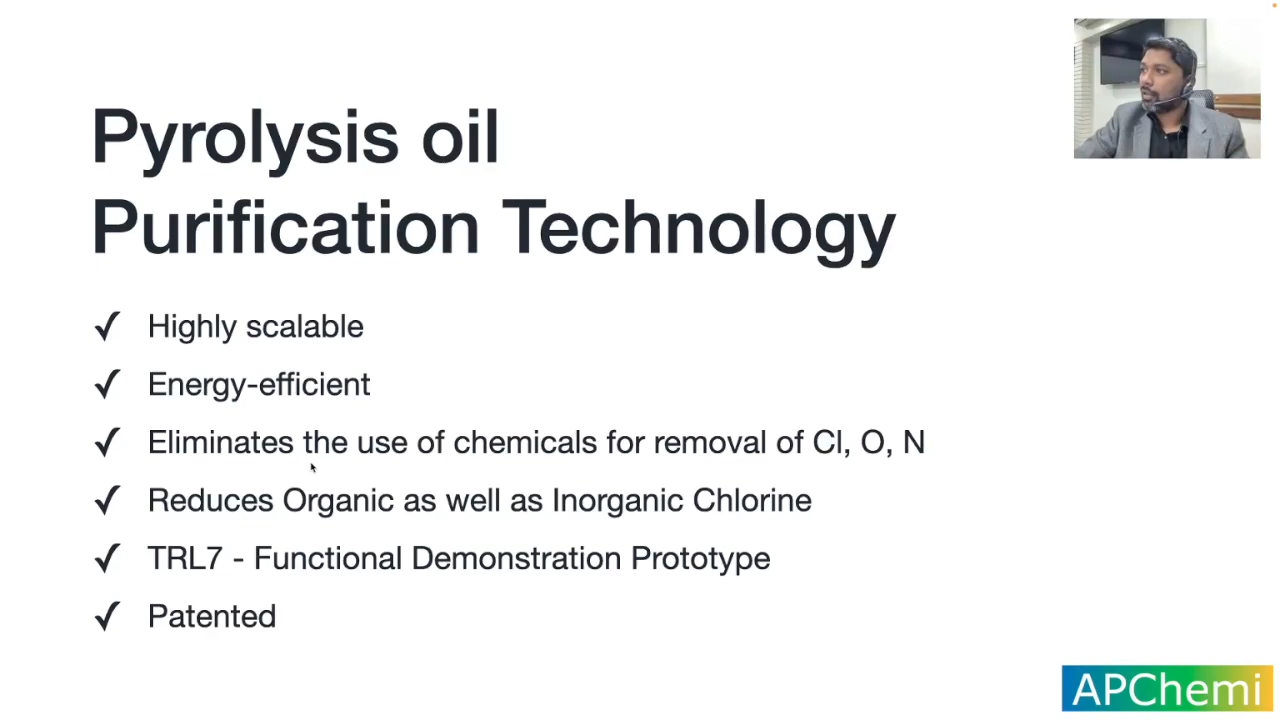 Pyrolysis oil
Purification Technology
✓ Highly scalable
✓ Energy-efficient
✓ Eliminates the use of chemicals for removal of Cl, O, N
✓ Reduces Organic as well as Inorganic Chlorine
✓ TRL7 - Functional Demonstration Prototype
✓ Patented
APChemi